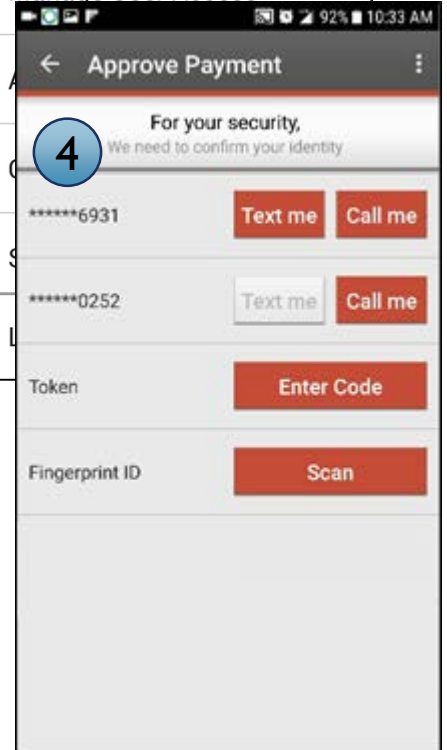 92% 10:33 AM
← Approve Payment
For your security,
4
We need to confirm your identity
******6931 Text me Call me
******0252 Text me Call me
Token Enter Code
Fingerprint ID Scan